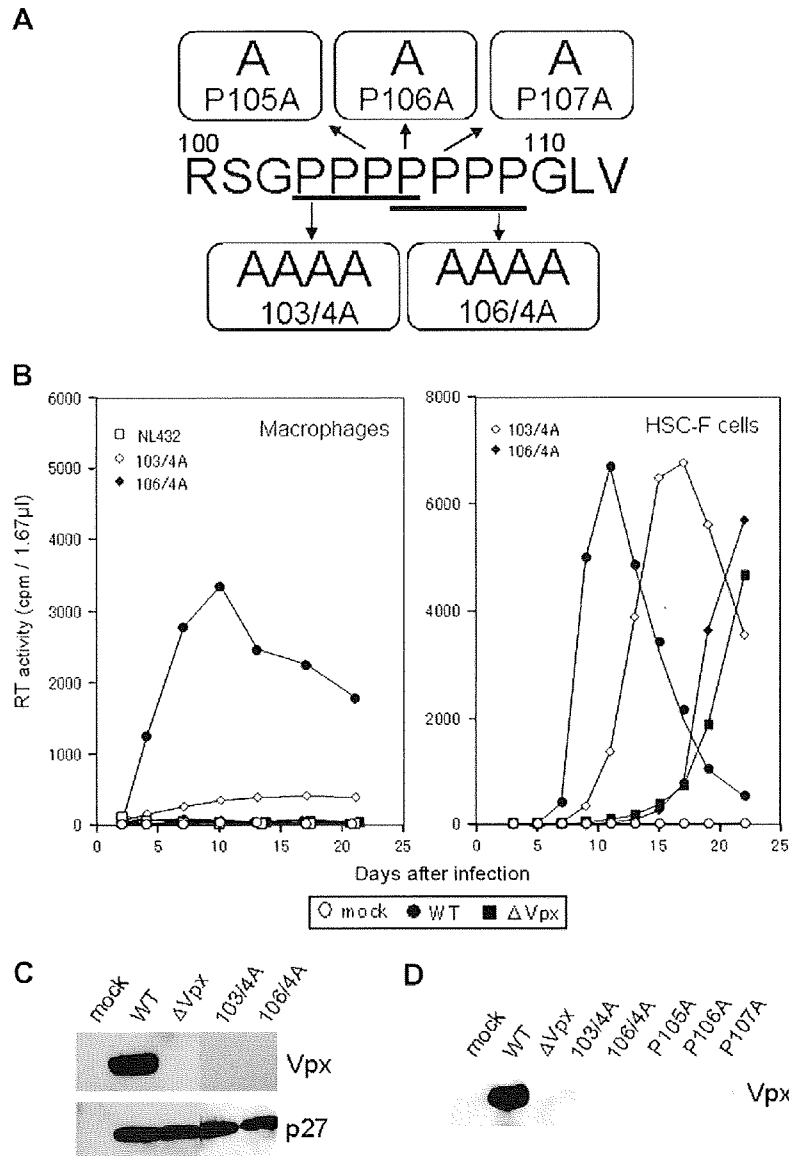 A
A A A
P105A P106A P107A
100 110
RSGPPPPPPPGLV
AAAA AAAA
103/4A 106/4A
B
6000
5000
4000
3000
2000
1000
0
RT activity (cpm / 1.67µl)
NL432
103/4A
106/4A
Macrophages
0 5 10 15 20 25
8000
6000
4000
2000
0
103/4A
106/4A
HSC-F cells
0 5 10 15 20 25
Days after infection
mock WT ΔVpx
C
mock WT ΔVpx 103/4A 106/4A
Vpx
p27
D
mock WT ΔVpx 103/4A 106/4A P105A P106A P107A
Vpx